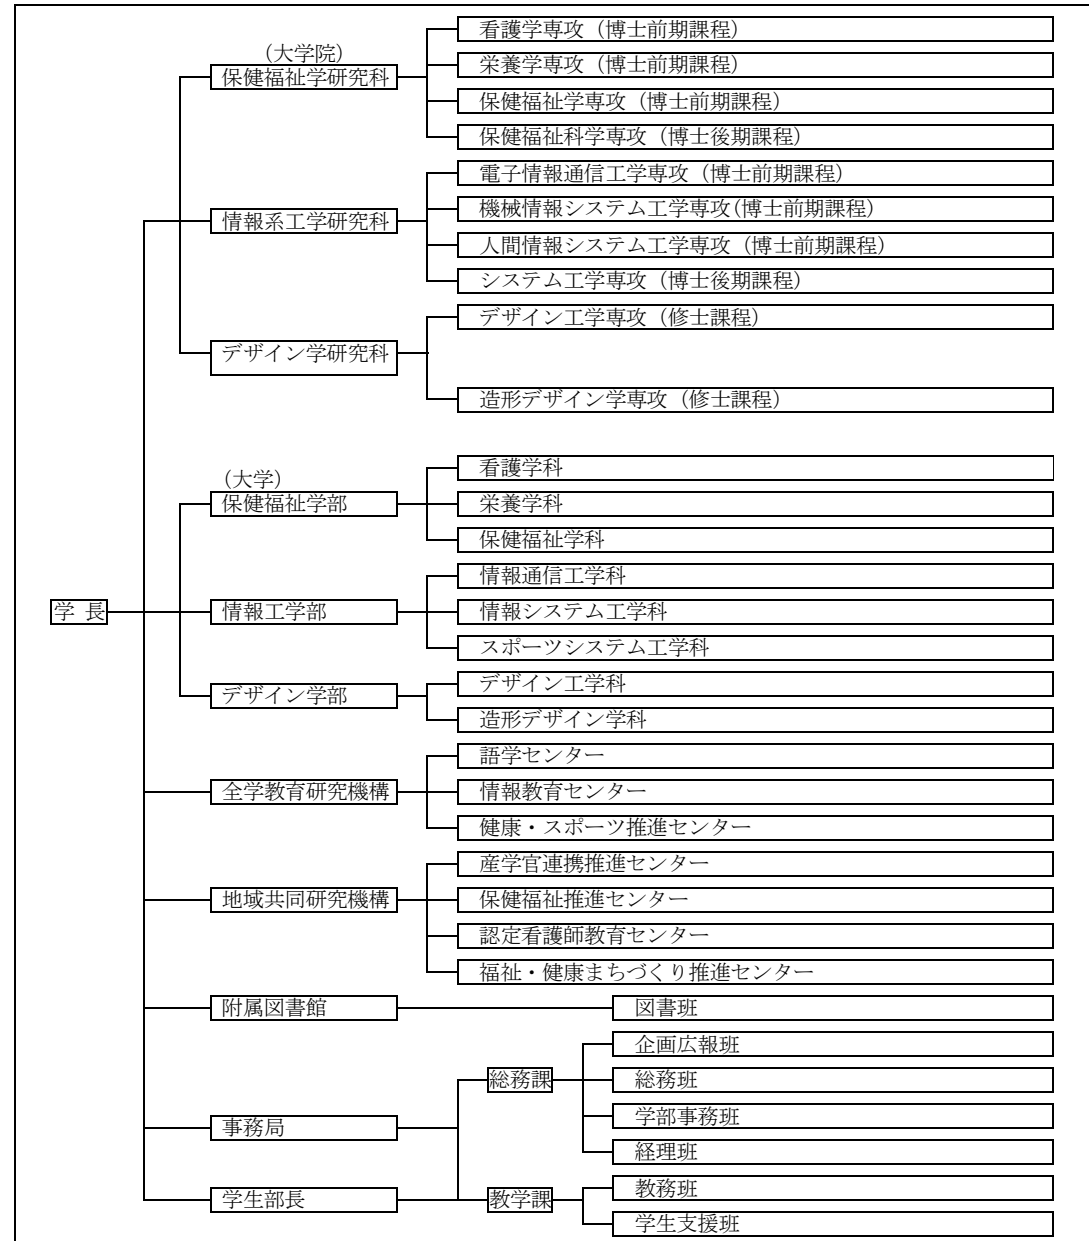 看護学専攻（博士前期課程）
（大学院）
保健福祉学研究科
栄養学専攻（博士前期課程）
保健福祉学専攻（博士前期課程）
保健福祉科学専攻（博士後期課程）
電子情報通信工学専攻（博士前期課程）
情報系工学研究科
機械情報システム工学専攻(博士前期課程）
人間情報システム工学専攻（博士前期課程）
システム工学専攻（博士後期課程）
デザイン工学専攻（修士課程）
デザイン学研究科
造形デザイン学専攻（修士課程）
（大学）
保健福祉学部
看護学科
栄養学科
保健福祉学科
学 長
情報工学部
情報通信工学科
情報システム工学科
スポーツシステム工学科
デザイン学部
デザイン工学科
造形デザイン学科
全学教育研究機構
語学センター
情報教育センター
健康・スポーツ推進センター
地域共同研究機構
産学官連携推進センター
保健福祉推進センター
認定看護師教育センター
福祉・健康まちづくり推進センター
附属図書館
図書班
事務局
総務課
企画広報班
総務班
学部事務班
経理班
学生部長
教学課
教務班
学生支援班